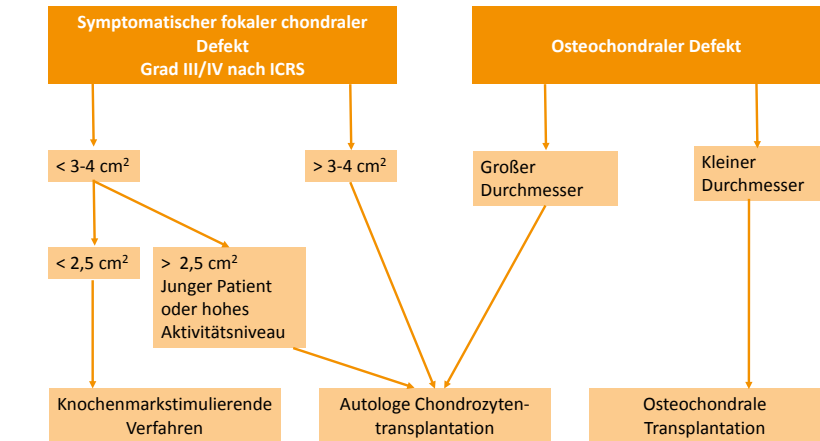 Symptomatischer fokaler chondraler
Defekt
Grad III/IV nach ICRS
Osteochondraler Defekt
< 3-4 cm²
> 3-4 cm²
Großer
Durchmesser
Kleiner
Durchmesser
< 2,5 cm²
> 2,5 cm²
Junger Patient
oder hohes
Aktivitätsniveau
Knochenmarkstimulierende
Verfahren
Autologe Chondrozyten-
transplantation
Osteochondrale
Transplantation